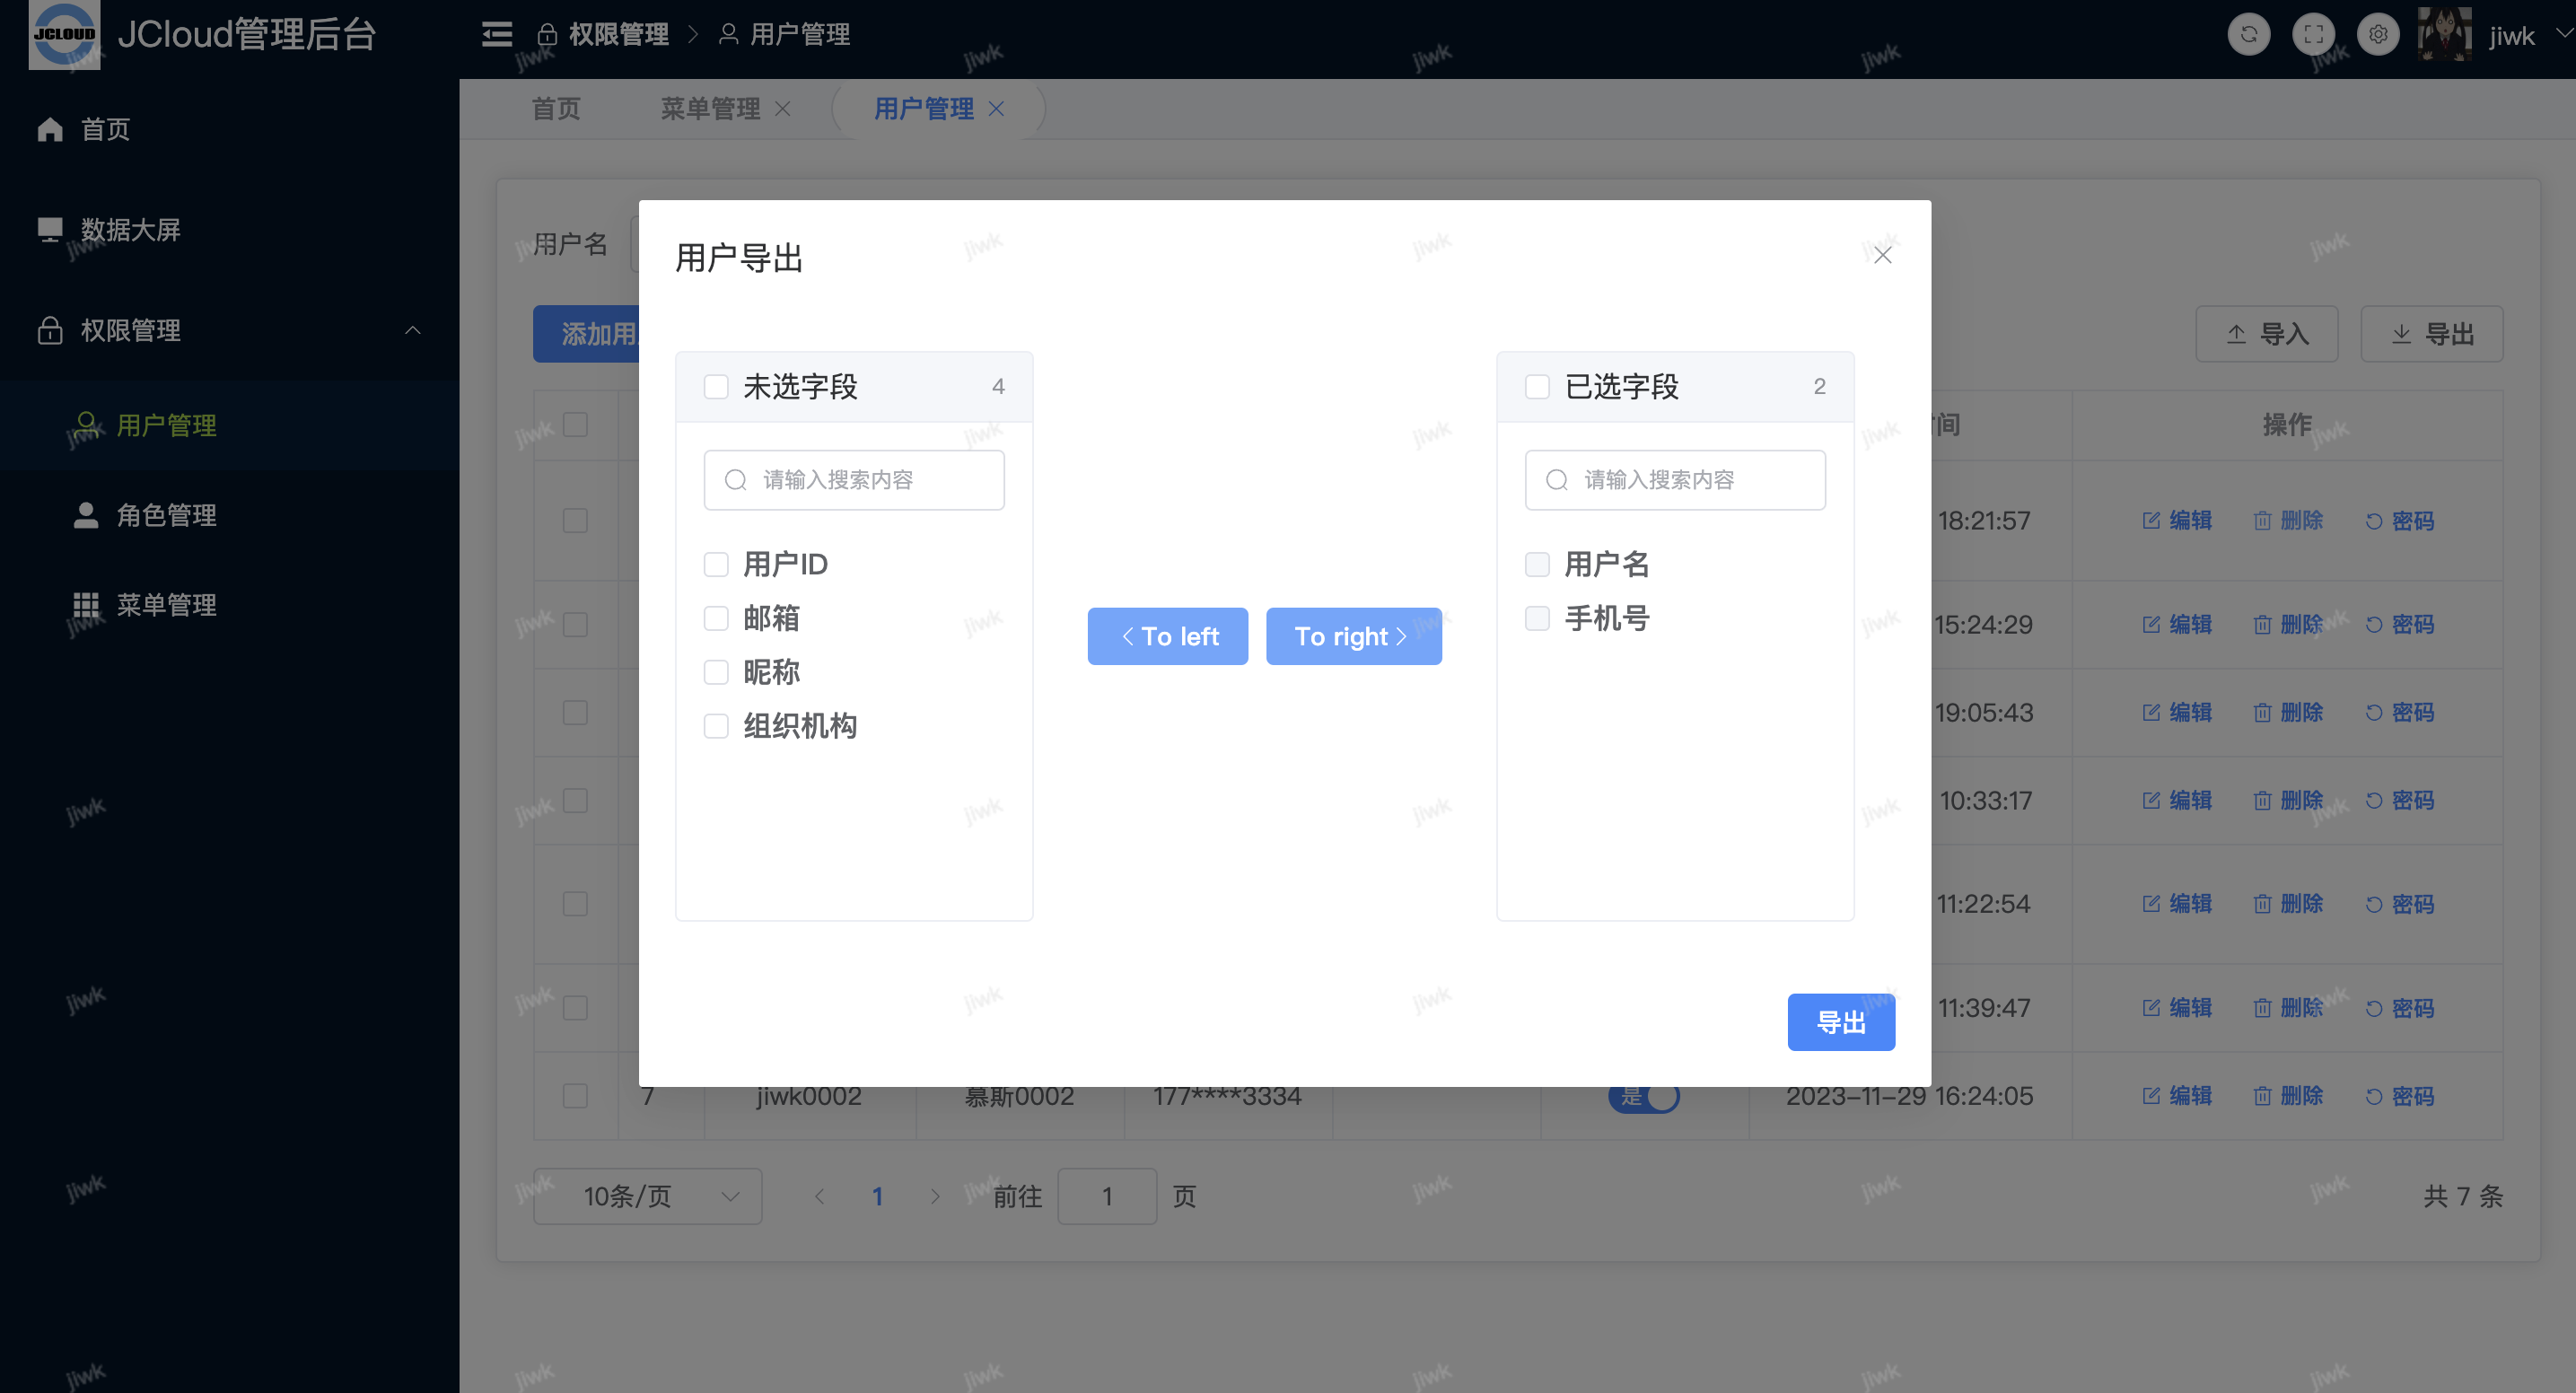 JCLOUD JCloud管理后台
权限管理 用户管理
jiwk
首页
数据大屏
权限管理
用户管理
角色管理
菜单管理
首页 菜单管理 用户管理
用户名
添加用
导入 导出
间 操作
18:21:57 编辑 删除 密码
15:24:29 编辑 删除 密码
19:05:43 编辑 删除 密码
10:33:17 编辑 删除 密码
11:22:54 编辑 删除 密码
11:39:47 编辑 删除 密码
7 jiwk0002 慕斯0002 177****3334 是 2023-11-29 16:24:05 编辑 删除 密码
10条/页 1 前往 1 页 共 7 条
用户导出
未选字段 4
请输入搜索内容
用户ID
邮箱
昵称
组织机构
To left To right
已选字段 2
请输入搜索内容
用户名
手机号
导出